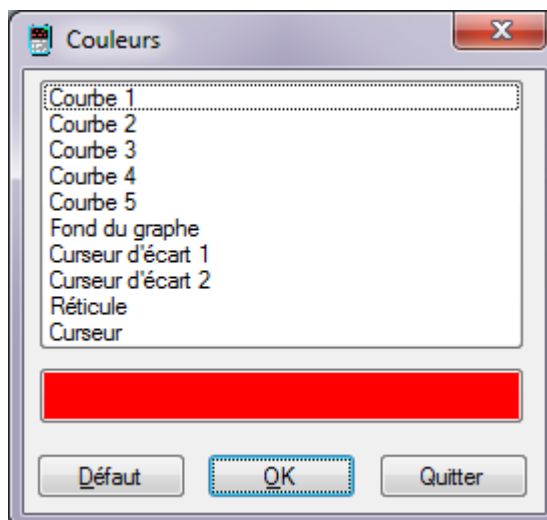 Couleurs
Courbe 1
Courbe 2
Courbe 3
Courbe 4
Courbe 5
Fond du graphe
Curseur d'écart 1
Curseur d'écart 2
Réticule
Curseur
Défaut OK Quitter